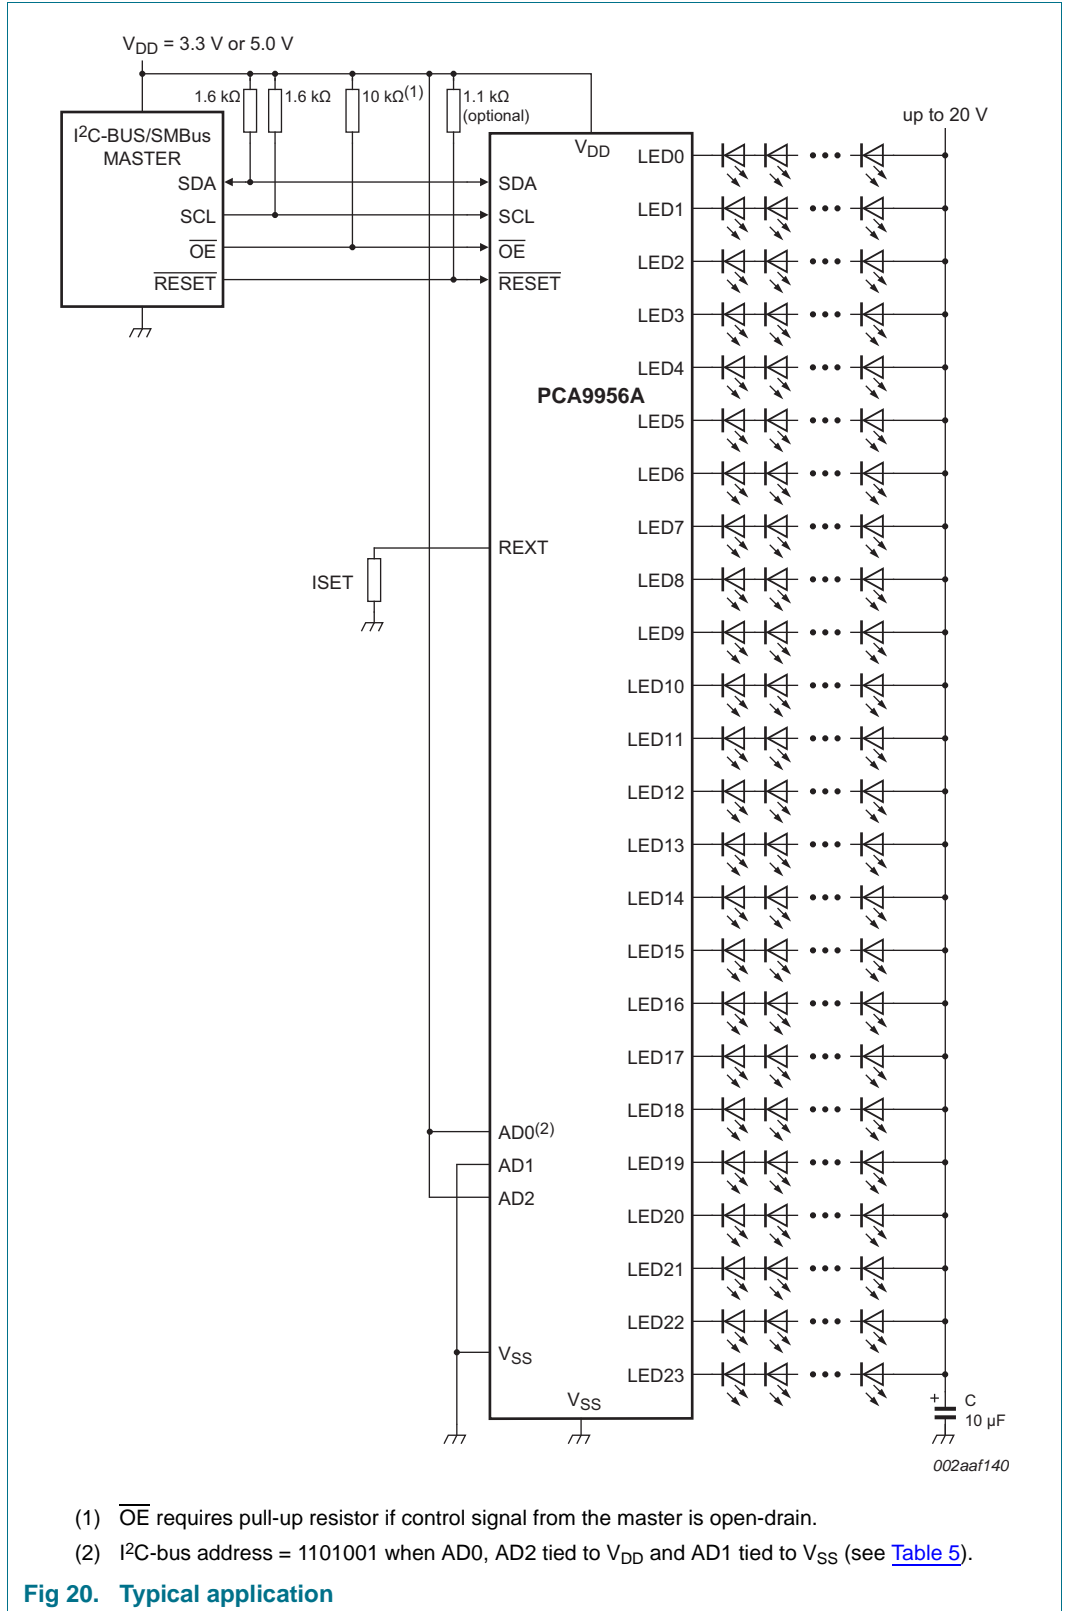 VDD = 3.3 V or 5.0 V
1.6 kΩ 1.6 kΩ 10 kΩ(1) 1.1 kΩ
(optional)
up to 20 V
I2C-BUS/SMBus
MASTER
SDA
SCL
OE
RESET
VDD
SDA
SCL
OE
RESET
PCA9956A
REXT
ISET
AD0(2)
AD1
AD2
VSS
VSS
LED0
LED1
LED2
LED3
LED4
LED5
LED6
LED7
LED8
LED9
LED10
LED11
LED12
LED13
LED14
LED15
LED16
LED17
LED18
LED19
LED20
LED21
LED22
LED23
+ C
10 µF
002aaf140
(1) OE requires pull-up resistor if control signal from the master is open-drain.
(2) I2C-bus address = 1101001 when AD0, AD2 tied to VDD and AD1 tied to VSS (see Table 5).
Fig 20. Typical application